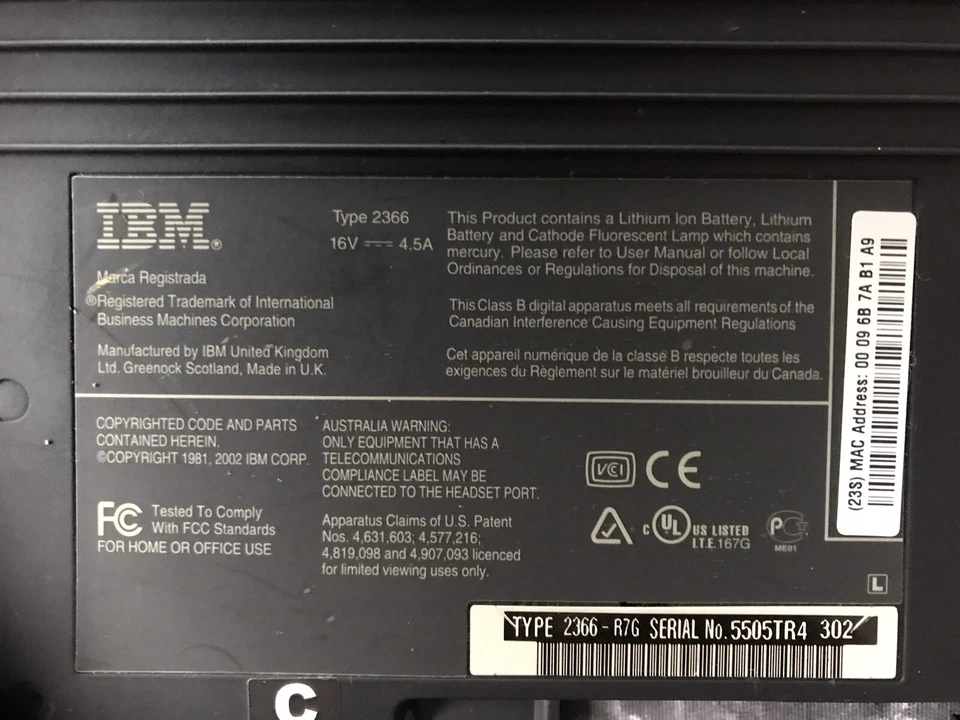 IBM®
Marca Registrada
®Registered Trademark of International
Business Machines Corporation
Manufactured by IBM United Kingdom
Ltd. Greenock Scotland, Made in U.K.
Type 2366
16V ⎓ 4.5A
This Product contains a Lithium Ion Battery, Lithium
Battery and Cathode Fluorescent Lamp which contains
mercury. Please refer to User Manual or follow Local
Ordinances or Regulations for Disposal of this machine.
This Class B digital apparatus meets all requirements of the
Canadian Interference Causing Equipment Regulations
Cet appareil numérique de la classe B respecte toutes les
exigences du Règlement sur le matériel brouilleur du Canada.
(23S) MAC Address: 00 09 6B 7A B1 A9
COPYRIGHTED CODE AND PARTS
CONTAINED HEREIN.
©COPYRIGHT 1981, 2002 IBM CORP.
FC Tested To Comply
With FCC Standards
FOR HOME OR OFFICE USE
AUSTRALIA WARNING:
ONLY EQUIPMENT THAT HAS A
TELECOMMUNICATIONS
COMPLIANCE LABEL MAY BE
CONNECTED TO THE HEADSET PORT.
Apparatus Claims of U.S. Patent
Nos. 4,631,603; 4,577,216;
4,819,098 and 4,907,093 licenced
for limited viewing uses only.
VCI CE
C UL US LISTED
I.T.E. 167G
PC
ME01
L
TYPE 2366-R7G SERIAL No. 5505TR4 302
C